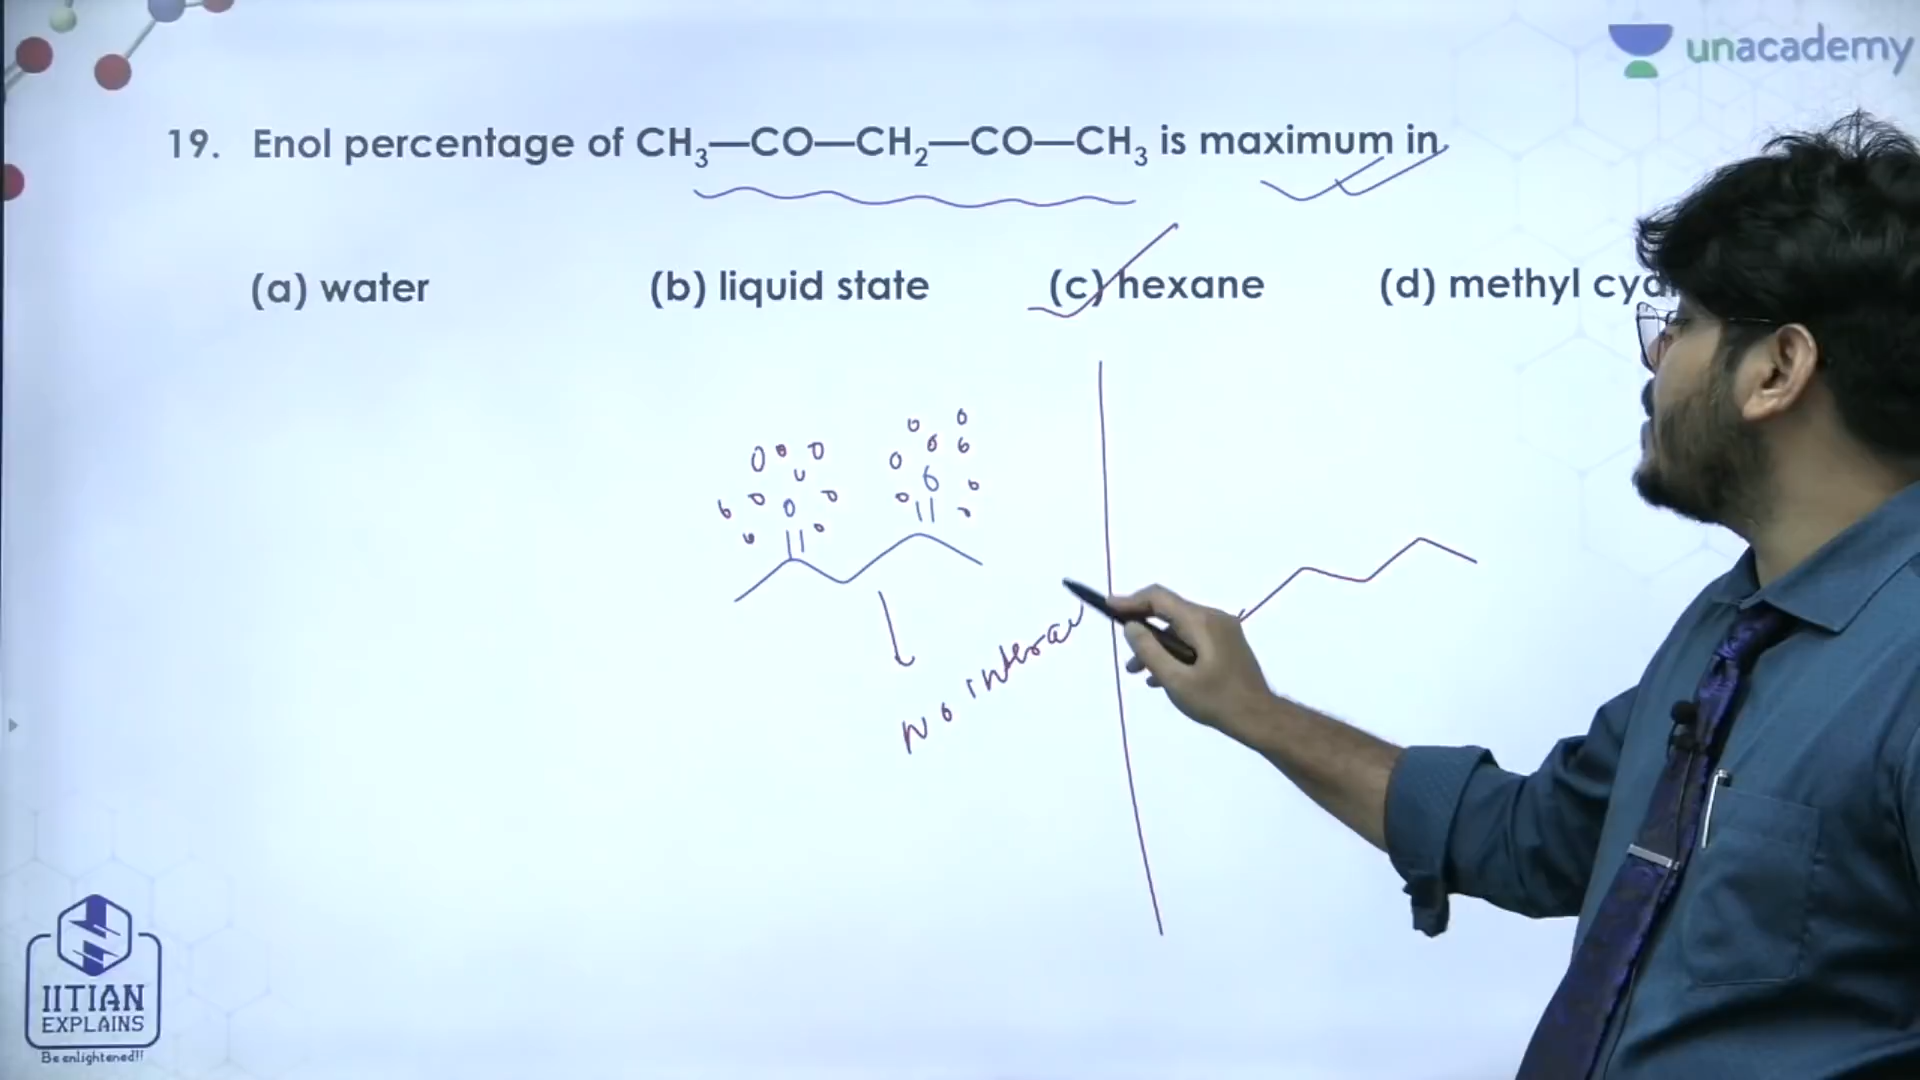 unacademy
19. Enol percentage of CH₃—CO—CH₂—CO—CH₃ is maximum in
(a) water (b) liquid state (c) hexane (d) methyl
No
IITIAN
EXPLAINS
Be enlightened!!